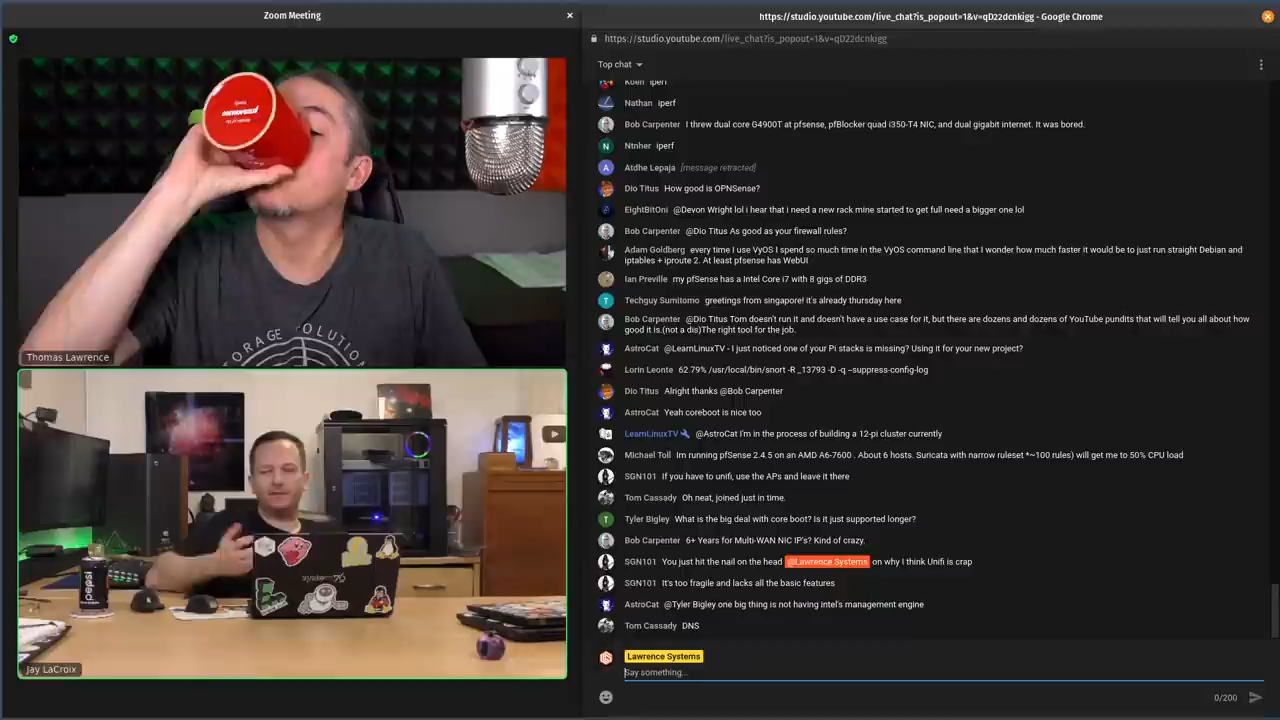 Zoom Meeting
https://studio.youtube.com/live_chat?is_popout=1&v=qD22dcnkigg - Google Chrome
https://studio.youtube.com/live_chat?is_popout=1&v=qD22dcnkigg
Top chat
Koen iperf
Nathan iperf
Bob Carpenter I threw dual core G4900T at pfsense, pfBlocker quad i350-T4 NIC, and dual gigabit internet. It was bored.
Ntnher iperf
Atdhe Lepaja [message retracted]
Dio Titus How good is OPNSense?
EightBitOni @Devon Wright lol i hear that i need a new rack mine started to get full need a bigger one lol
Bob Carpenter @Dio Titus As good as your firewall rules?
Adam Goldberg every time I use VyOS I spend so much time in the VyOS command line that I wonder how much faster it would be to just run straight Debian and
iptables + iproute 2. At least pfsense has WebUI
Ian Preville my pfSense has a Intel Core i7 with 8 gigs of DDR3
Techguy Sumitomo greetings from singapore! it's already thursday here
Bob Carpenter @Dio Titus Tom doesn't run it and doesn't have a use case for it, but there are dozens and dozens of YouTube pundits that will tell you all about how
good it is.(not a dis)The right tool for the job.
AstroCat @LearnLinuxTV - I just noticed one of your Pi stacks is missing? Using it for your new project?
Lorin Leonte 62.79% /usr/local/bin/snort -R _13793 -D -q --suppress-config-log
Dio Titus Alright thanks @Bob Carpenter
AstroCat Yeah coreboot is nice too
LearnLinuxTV @AstroCat I'm in the process of building a 12-pi cluster currently
Michael Toll Im running pfSense 2.4.5 on an AMD A6-7600 . About 6 hosts. Suricata with narrow ruleset *~100 rules) will get me to 50% CPU load
SGN101 If you have to unifi, use the APs and leave it there
Tom Cassady Oh neat, joined just in time.
Tyler Bigley What is the big deal with core boot? Is it just supported longer?
Bob Carpenter 6+ Years for Multi-WAN NIC IP's? Kind of crazy.
SGN101 You just hit the nail on the head @Lawrence Systems on why I think Unifi is crap
SGN101 It's too fragile and lacks all the basic features
AstroCat @Tyler Bigley one big thing is not having intel's management engine
Tom Cassady DNS
Lawrence Systems
Say something...
0/200
ORAGE SOLUTION
Thomas Lawrence
pepsi
system76
Jay LaCroix